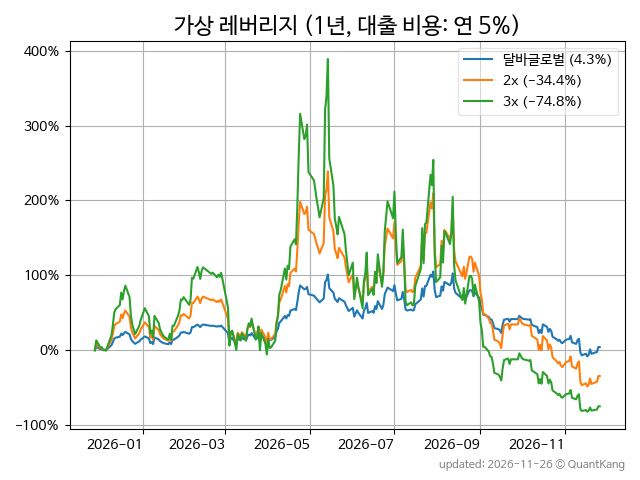 가상 레버리지 (1년, 대출 비용: 연 5%)
달바글로벌 (4.3%)
2x (−34.4%)
3x (−74.8%)
400%
300%
200%
100%
0%
−100%
2026-01 2026-03 2026-05 2026-07 2026-08 2026-09 2026-11
updated: 2026-11-26 ⓒ QuantKang